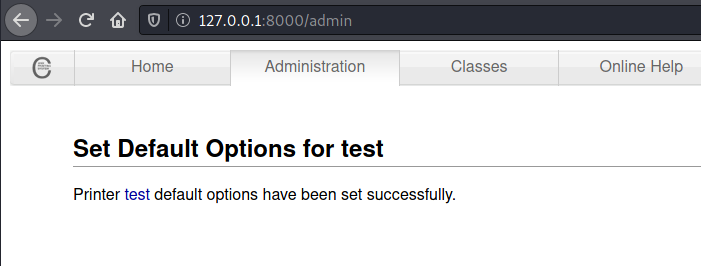 127.0.0.1:8000/admin
Home Administration Classes Online Help
Set Default Options for test
Printer test default options have been set successfully.